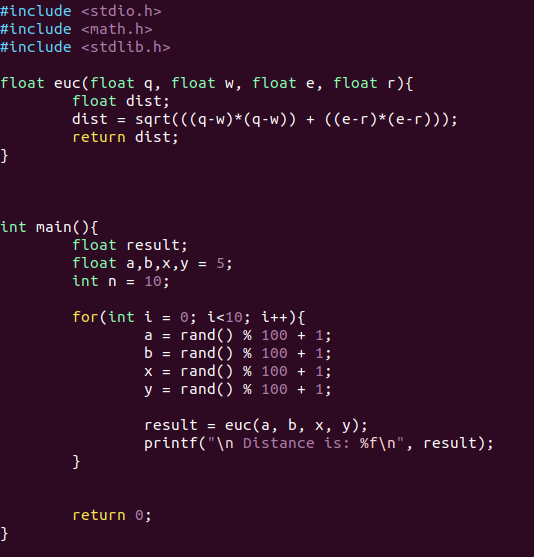 #include <stdio.h>
#include <math.h>
#include <stdlib.h>
float euc(float q, float w, float e, float r){
float dist;
dist = sqrt(((q-w)*(q-w)) + ((e-r)*(e-r)));
return dist;
}
int main(){
float result;
float a,b,x,y = 5;
int n = 10;
for(int i = 0; i<10; i++){
a = rand() % 100 + 1;
b = rand() % 100 + 1;
x = rand() % 100 + 1;
y = rand() % 100 + 1;
result = euc(a, b, x, y);
printf("\n Distance is: %f\n", result);
}
return 0;
}